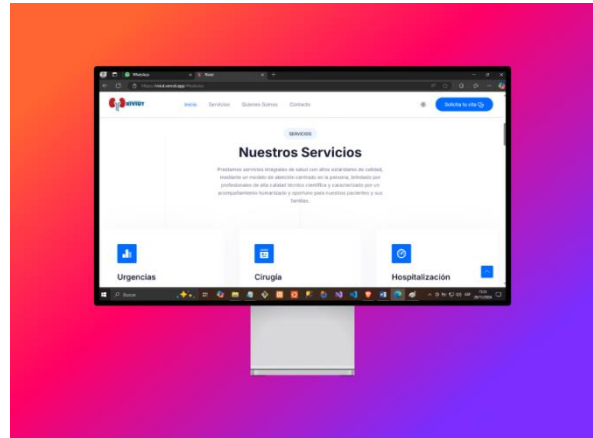 WhatsApp
Inicio
Servicios
Quienes Somos
Contacto
Solicita tu cita
SERVICIOS
Nuestros Servicios
Prestamos servicios integrales de salud con altos estándares de calidad,
mediante un modelo de atención centrado en la persona, brindado por
profesionales de alta calidad técnico científica y caracterizado por un
acompañamiento humanizado y oportuno para nuestros pacientes y sus
familias.
Urgencias
Cirugía
Hospitalización
Buscar